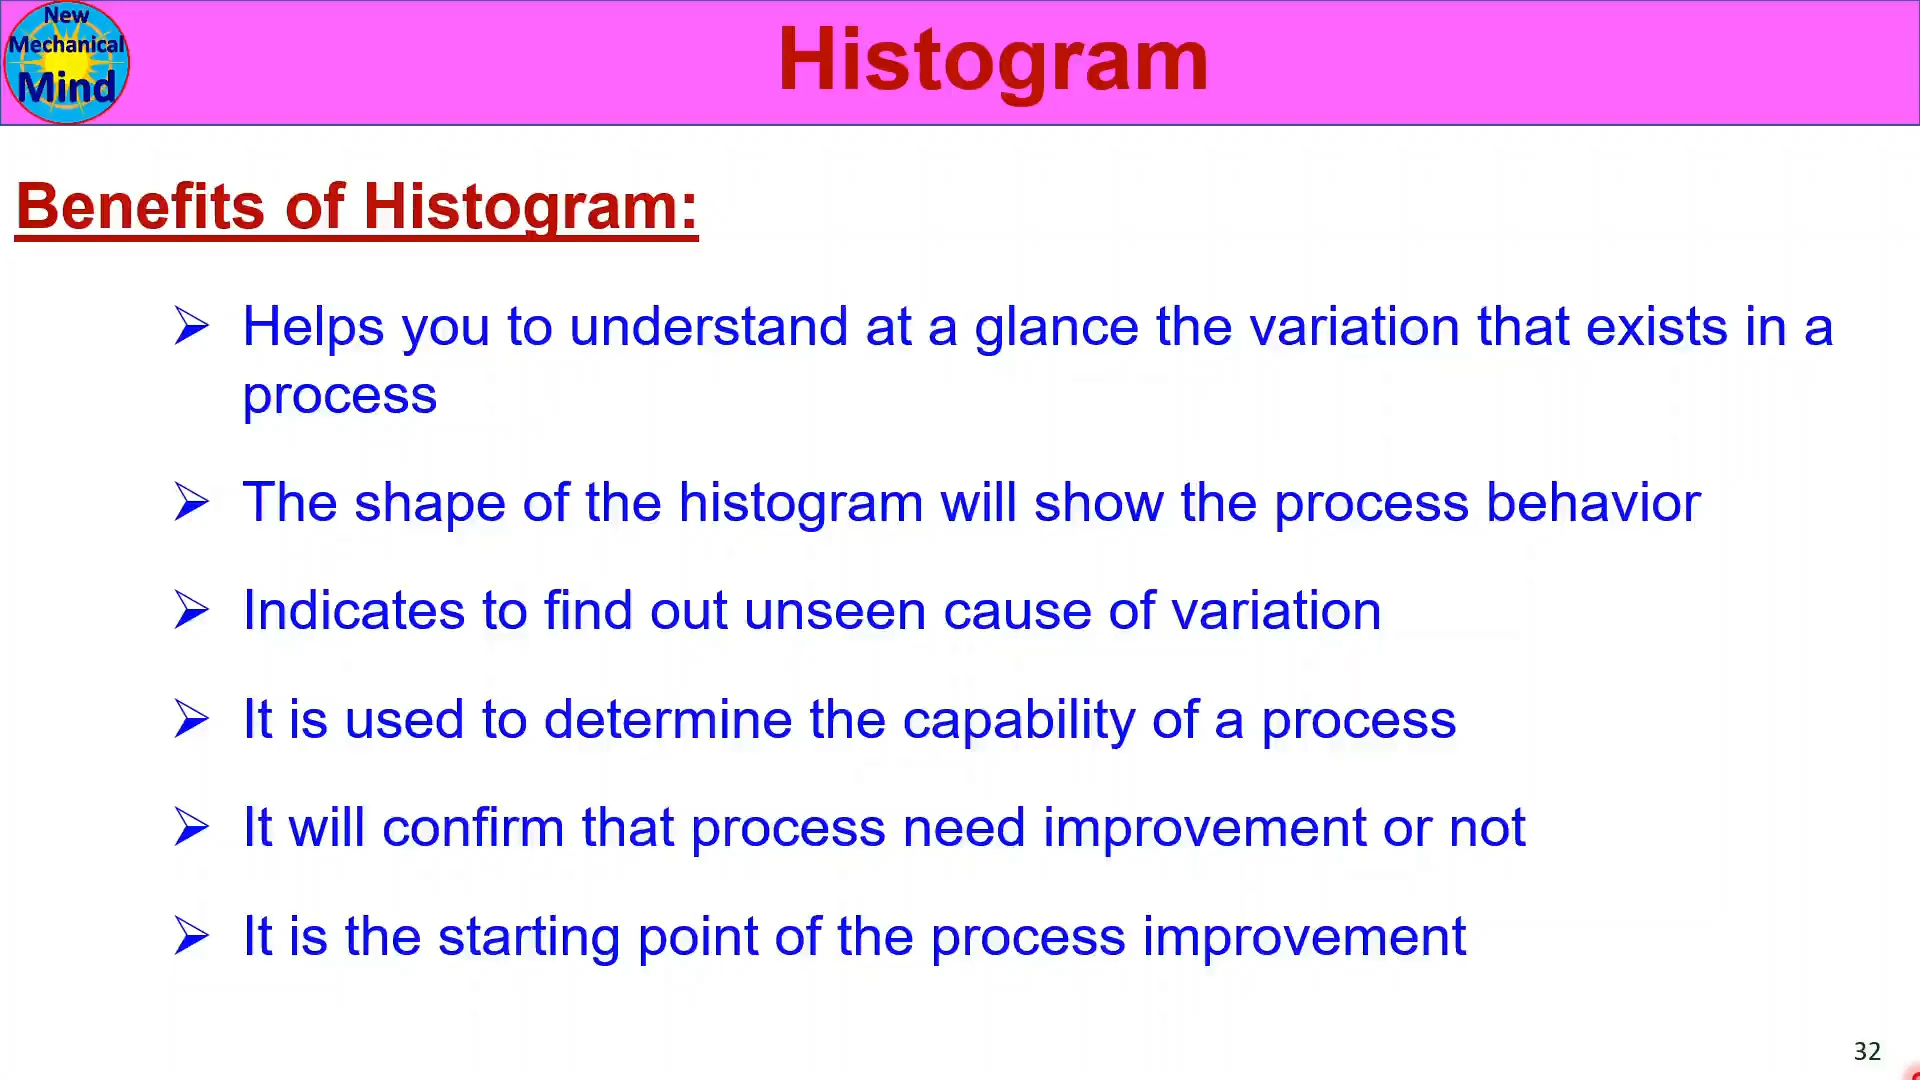 New
Mechanical
Mind
Histogram
Benefits of Histogram:
➢ Helps you to understand at a glance the variation that exists in a
process
➢ The shape of the histogram will show the process behavior
➢ Indicates to find out unseen cause of variation
➢ It is used to determine the capability of a process
➢ It will confirm that process need improvement or not
➢ It is the starting point of the process improvement
32